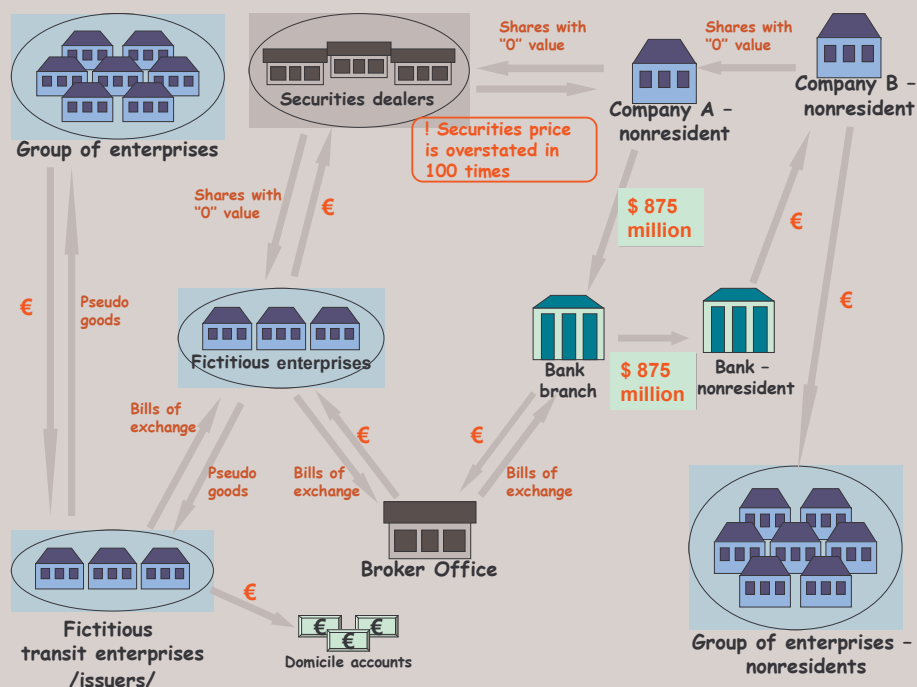 Shares with
"0" value
Shares with
"0" value
Securities dealers
Company A –
nonresident
Company B –
nonresident
Group of enterprises
! Securities price
is overstated in
100 times
Shares with
"0" value
€
$ 875
million
€
€
Pseudo
goods
€
Fictitious enterprises
Bank
branch
$ 875
million
Bank –
nonresident
Bills of
exchange
€
€
Pseudo
goods
Bills of
exchange
Bills of
exchange
Broker Office
€
€
€
€
Domicile accounts
Fictitious
transit enterprises
/issuers/
Group of enterprises –
nonresidents